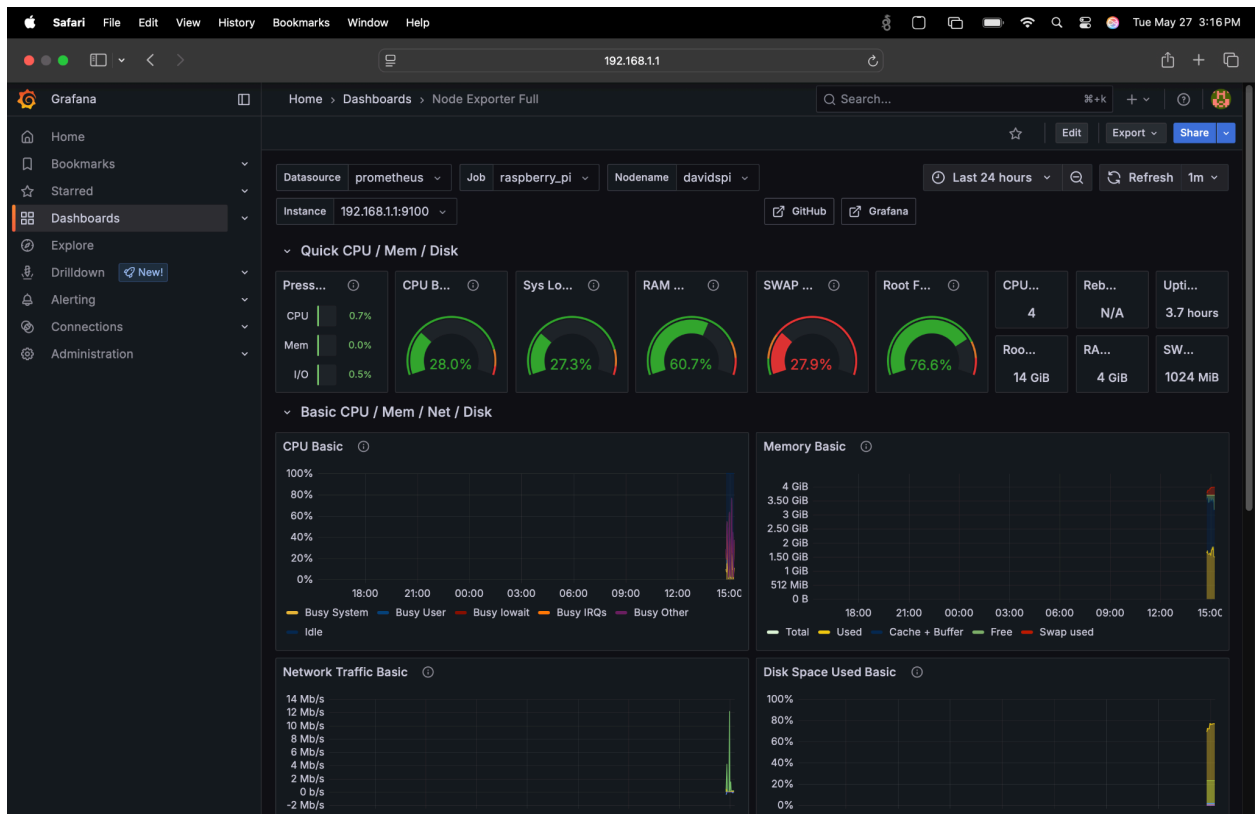 Safari File Edit View History Bookmarks Window Help Tue May 27 3:16 PM
192.168.1.1
Grafana
Home › Dashboards › Node Exporter Full
Search... ⌘+k
Home
Bookmarks
Starred
Dashboards
Explore
Drilldown New!
Alerting
Connections
Administration
Edit Export Share
Datasource prometheus Job raspberry_pi Nodename davidspi Last 24 hours Refresh 1m
Instance 192.168.1.1:9100 GitHub Grafana
Quick CPU / Mem / Disk
Press... CPU B... Sys Lo... RAM ... SWAP ... Root F... CPU... Reb... Upti...
CPU 0.7%
Mem 0.0%
I/O 0.5%
28.0% 27.3% 60.7% 27.9% 76.6%
4 N/A 3.7 hours
Roo... RA... SW...
14 GiB 4 GiB 1024 MiB
Basic CPU / Mem / Net / Disk
CPU Basic
100%
80%
60%
40%
20%
0%
18:00 21:00 00:00 03:00 06:00 09:00 12:00 15:00
Busy System Busy User Busy Iowait Busy IRQs Busy Other
Idle
Memory Basic
4 GiB
3.50 GiB
3 GiB
2.50 GiB
2 GiB
1.50 GiB
1 GiB
512 MiB
0 B
18:00 21:00 00:00 03:00 06:00 09:00 12:00 15:00
Total Used Cache + Buffer Free Swap used
Network Traffic Basic
14 Mb/s
12 Mb/s
10 Mb/s
8 Mb/s
6 Mb/s
4 Mb/s
2 Mb/s
0 b/s
-2 Mb/s
Disk Space Used Basic
100%
80%
60%
40%
20%
0%